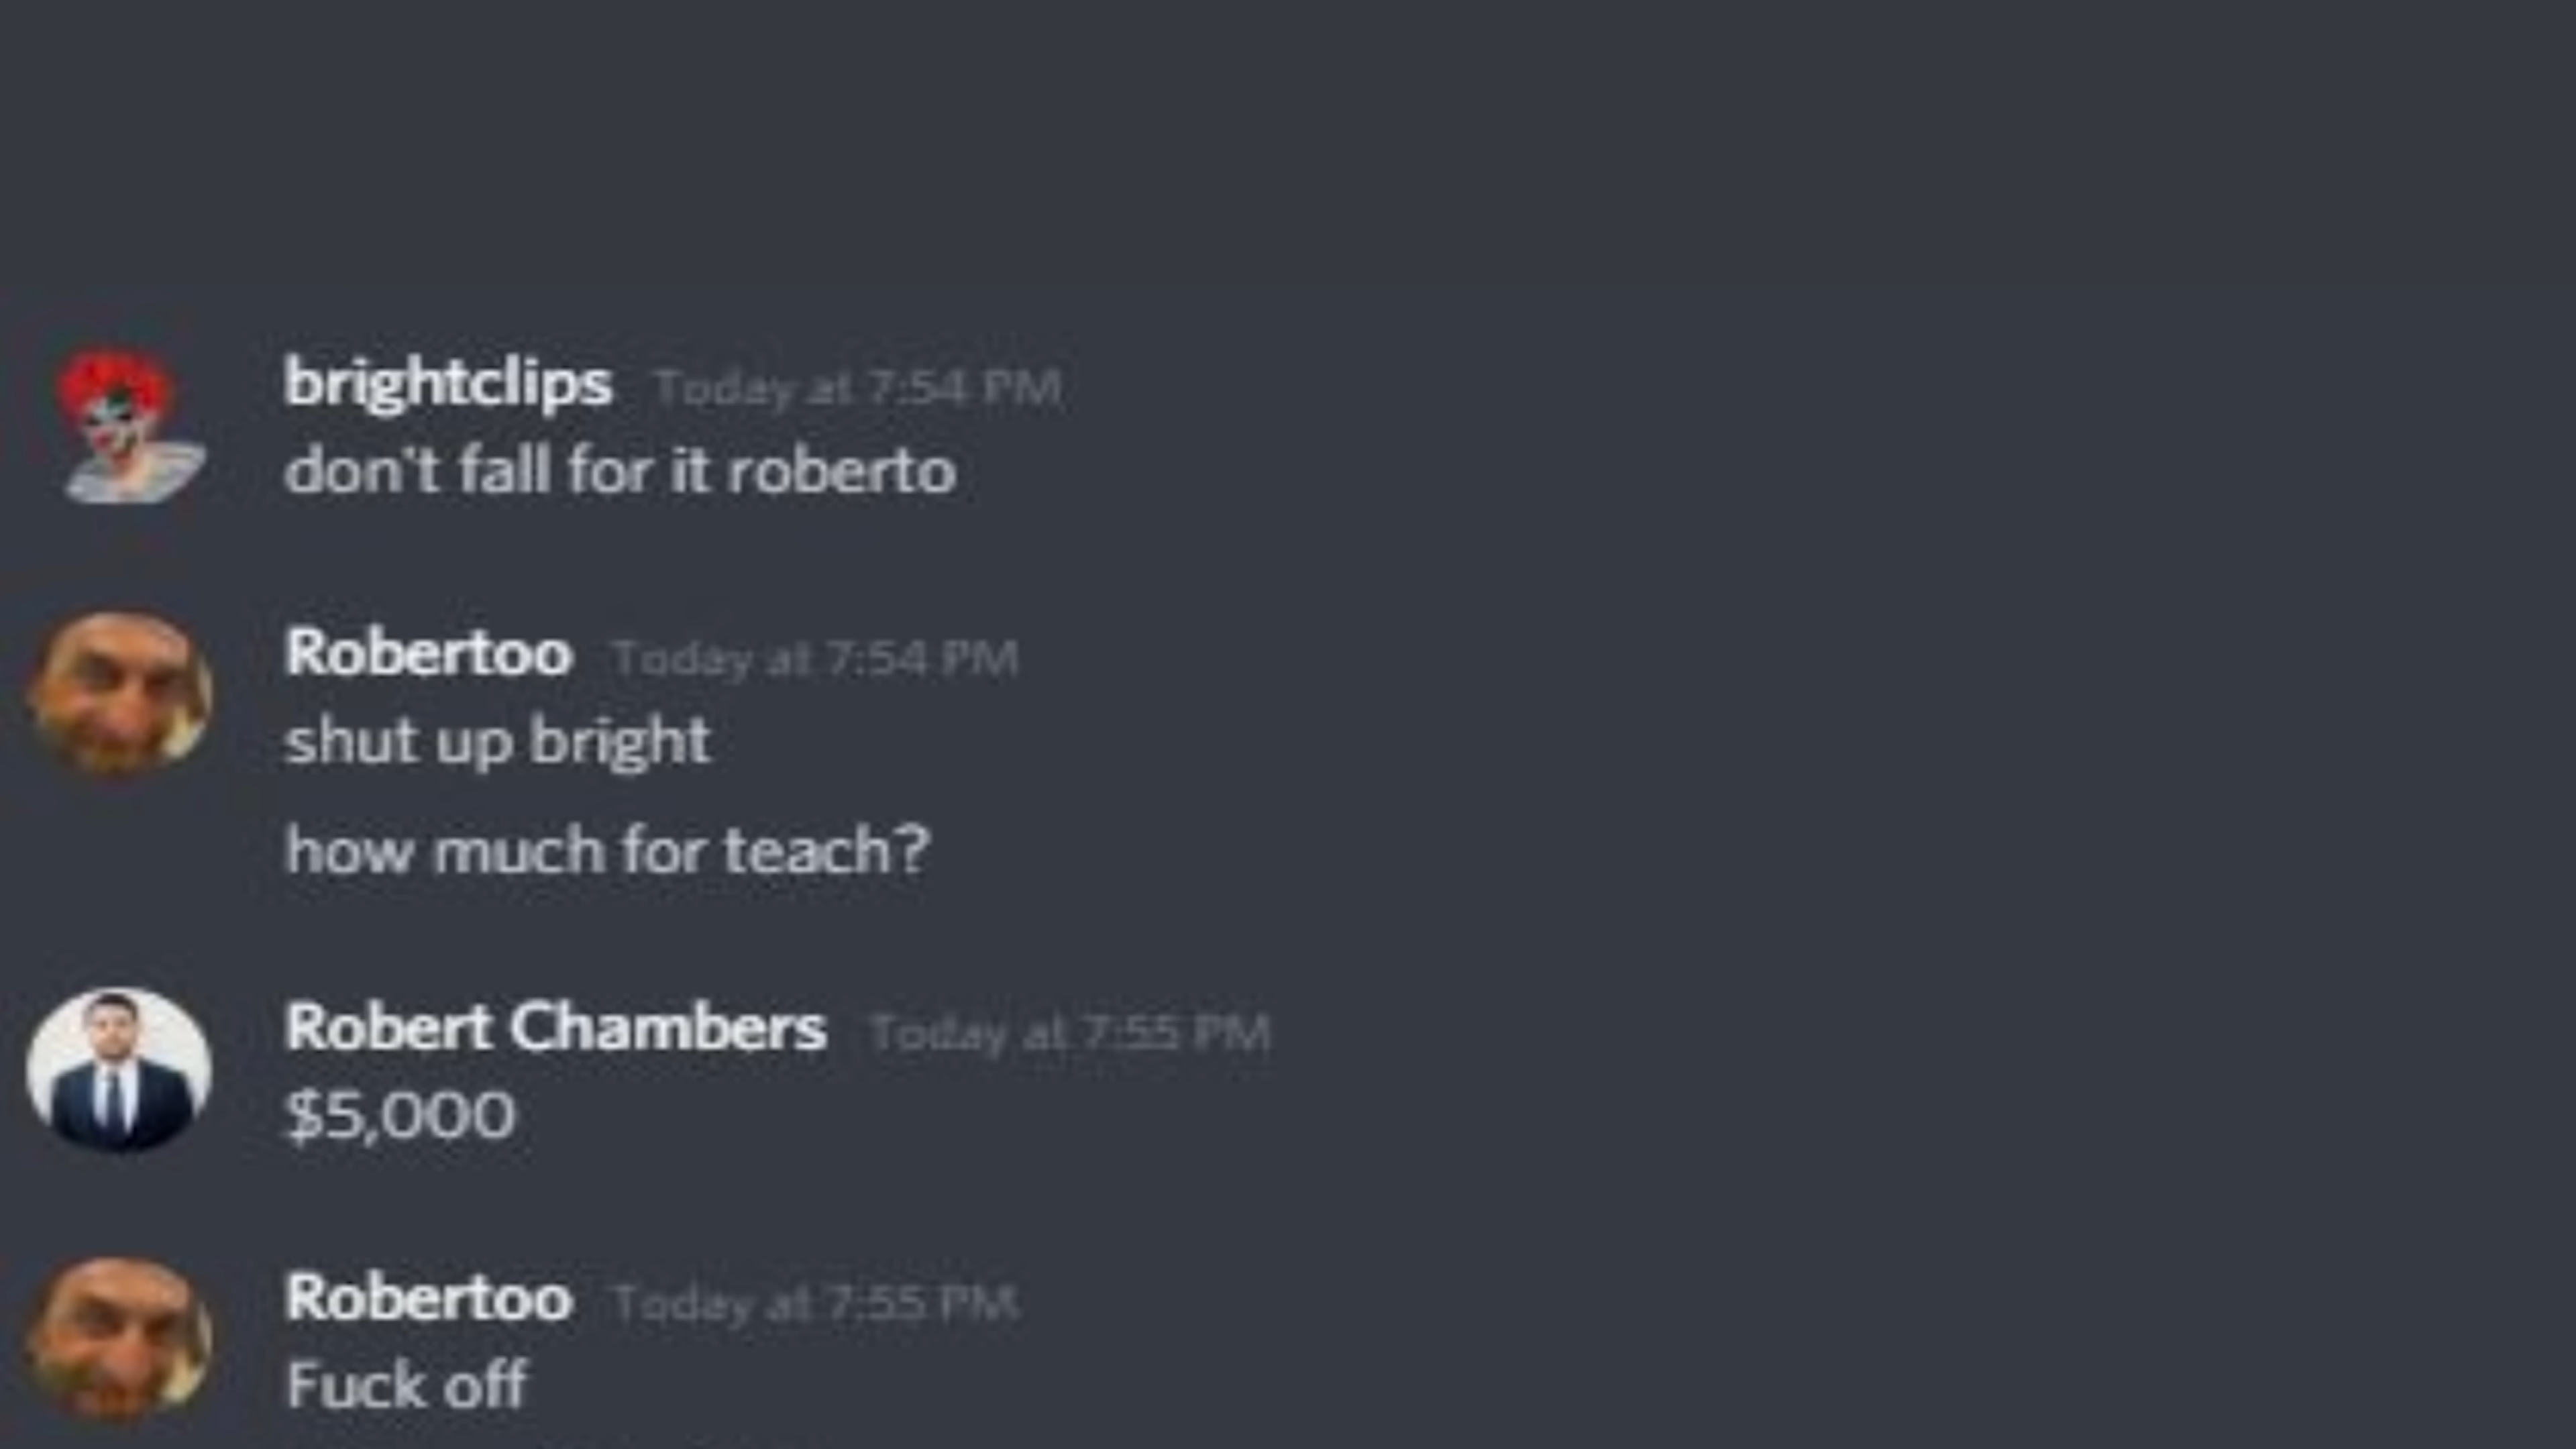 brightclips Today at 7:54 PM
don't fall for it roberto
Robertoo Today at 7:54 PM
shut up bright
how much for teach?
Robert Chambers Today at 7:55 PM
$5,000
Robertoo Today at 7:55 PM
Fuck off